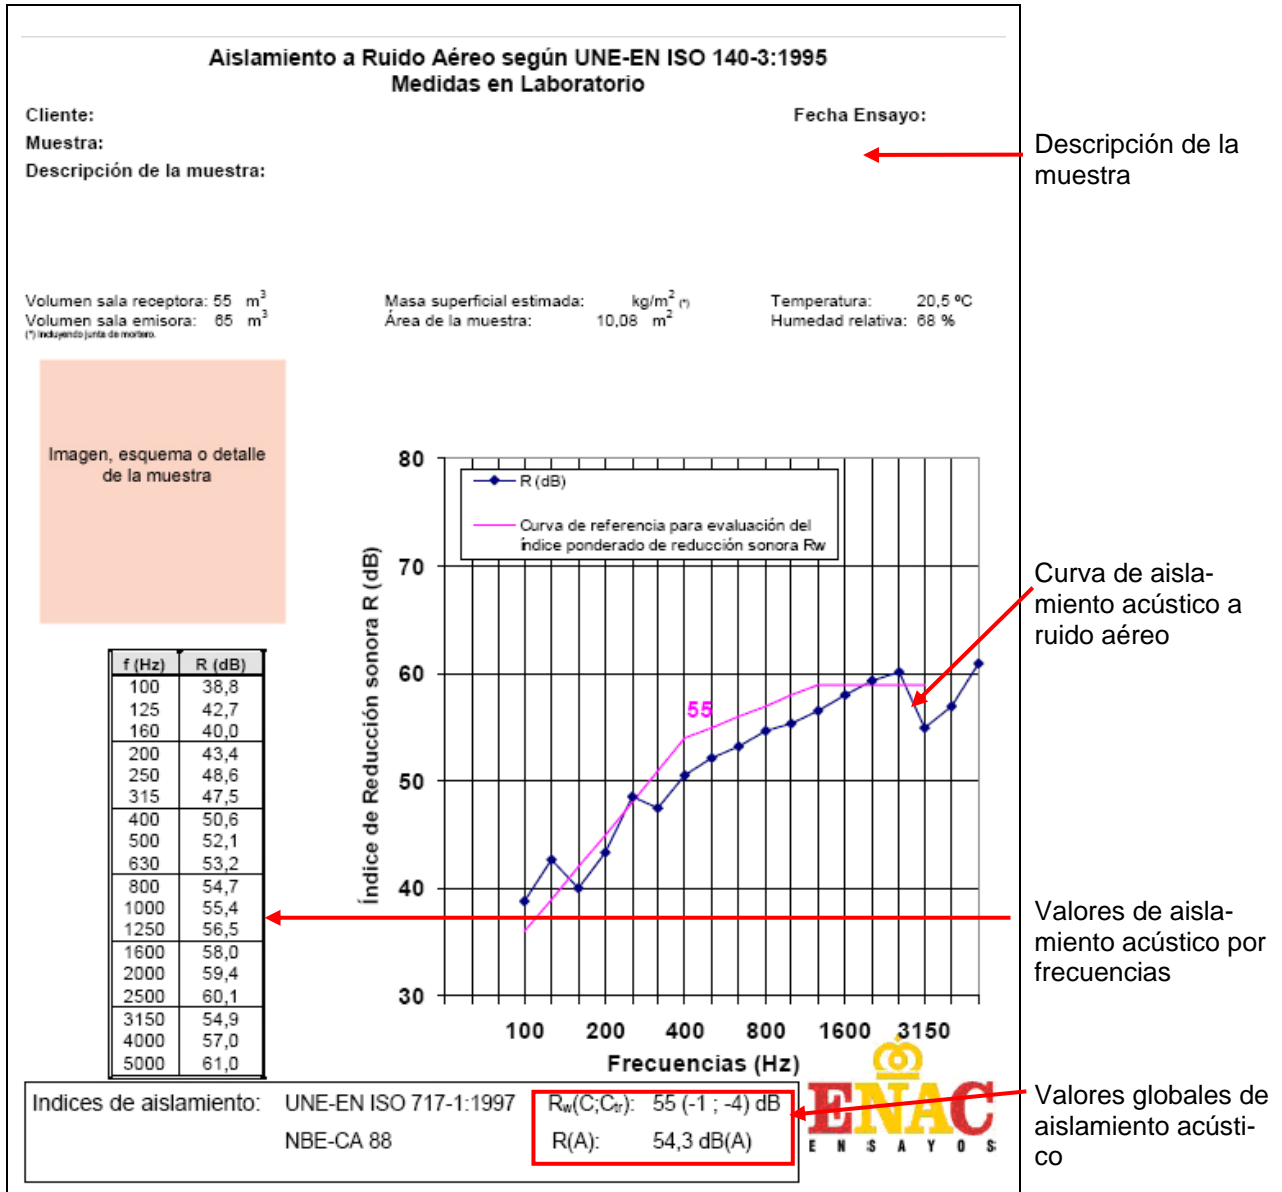 Aislamiento a Ruido Aéreo según UNE-EN ISO 140-3:1995
Medidas en Laboratorio
Cliente:
Fecha Ensayo:
Muestra:
Descripción de la muestra:
Descripción de la
muestra
Volumen sala receptora: 55 m³
Masa superficial estimada: kg/m² (*)
Temperatura: 20,5 ºC
Volumen sala emisora: 65 m³
Área de la muestra: 10,08 m²
Humedad relativa: 68 %
(*) Incluyendo junta de mortero.
Imagen, esquema o detalle
de la muestra
f (Hz) R (dB)
100 38,8
125 42,7
160 40,0
200 43,4
250 48,6
315 47,5
400 50,6
500 52,1
630 53,2
800 54,7
1000 55,4
1250 56,5
1600 58,0
2000 59,4
2500 60,1
3150 54,9
4000 57,0
5000 61,0
Índice de Reducción sonora R (dB)
80
70
60
50
40
30
R (dB)
Curva de referencia para evaluación del
índice ponderado de reducción sonora Rw
55
100 200 400 800 1600 3150
Frecuencias (Hz)
Curva de aisla-
miento acústico a
ruido aéreo
Valores de aisla-
miento acústico por
frecuencias
Indices de aislamiento: UNE-EN ISO 717-1:1997 Rw(C;Ctr): 55 (-1 ; -4) dB
NBE-CA 88 R(A): 54,3 dB(A)
ENAC
ENSAYOS
Valores globales de
aislamiento acústi-
co